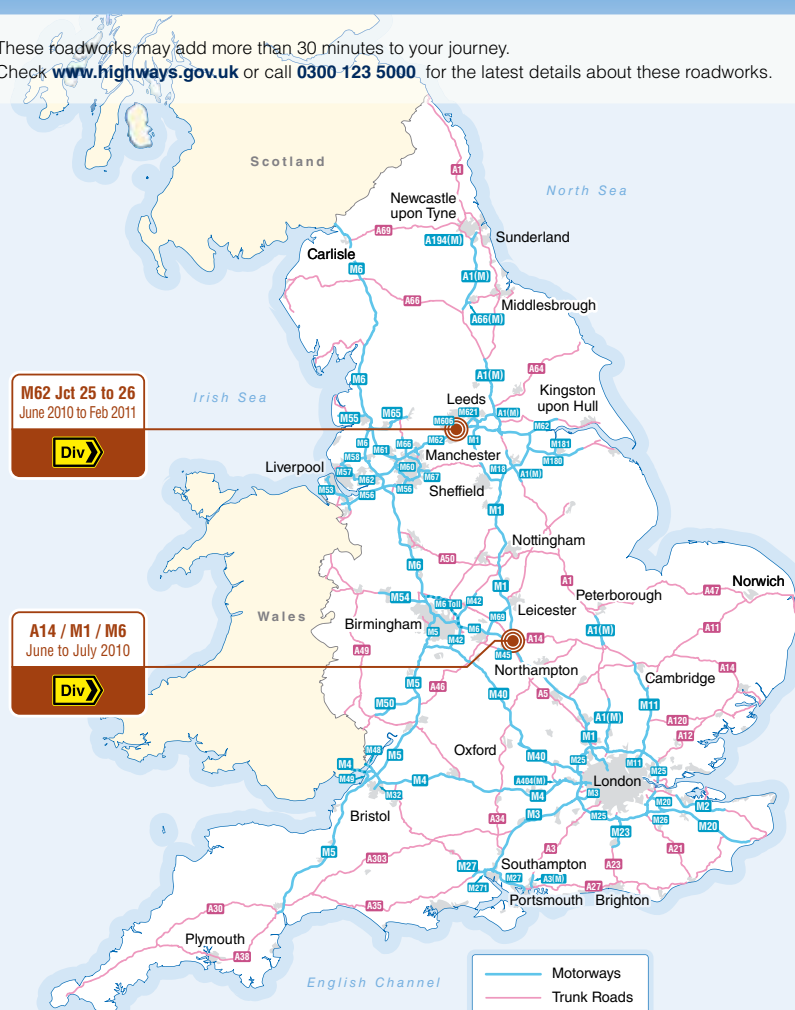 These roadworks may add more than 30 minutes to your journey.
Check www.highways.gov.uk or call 0300 123 5000 for the latest details about these roadworks.
Scotland
North Sea
A1
Newcastle
upon Tyne
A69
A194(M)
Sunderland
Carlisle
M6
A1(M)
A66
Middlesbrough
A66(M)
A64
A1(M)
M6
M62 Jct 25 to 26
June 2010 to Feb 2011
Div
Irish Sea
Leeds
Kingston
upon Hull
M55
M65
M606
M621
A1(M)
M62
M6
M61
M66
M62
M1
M181
M58
Manchester
M180
Liverpool
M57
M60
M18
A1(M)
M62
M67
M53
M56
M56
Sheffield
M1
Nottingham
A50
M6
M1
A1
Peterborough
A47
Norwich
M54
M6 Toll
M42
Leicester
Wales
Birmingham
M69
M5
M6
A1(M)
A11
M42
A14
A14 / M1 / M6
June to July 2010
Div
A49
M45
Northampton
Cambridge
A14
M5
A46
M40
A5
M11
M50
A1(M)
A120
M1
A12
M48
M5
Oxford
M40
M25
M11
M25
M4
M49
M4
A404(M)
London
M32
M4
M3
M20
M2
Bristol
A34
M3
M25
M26
M20
M23
M5
A303
A3
A21
M27
Southampton
A23
M271
M27
A3(M)
A27
A30
A35
Portsmouth
Brighton
Plymouth
A38
English Channel
Motorways
Trunk Roads